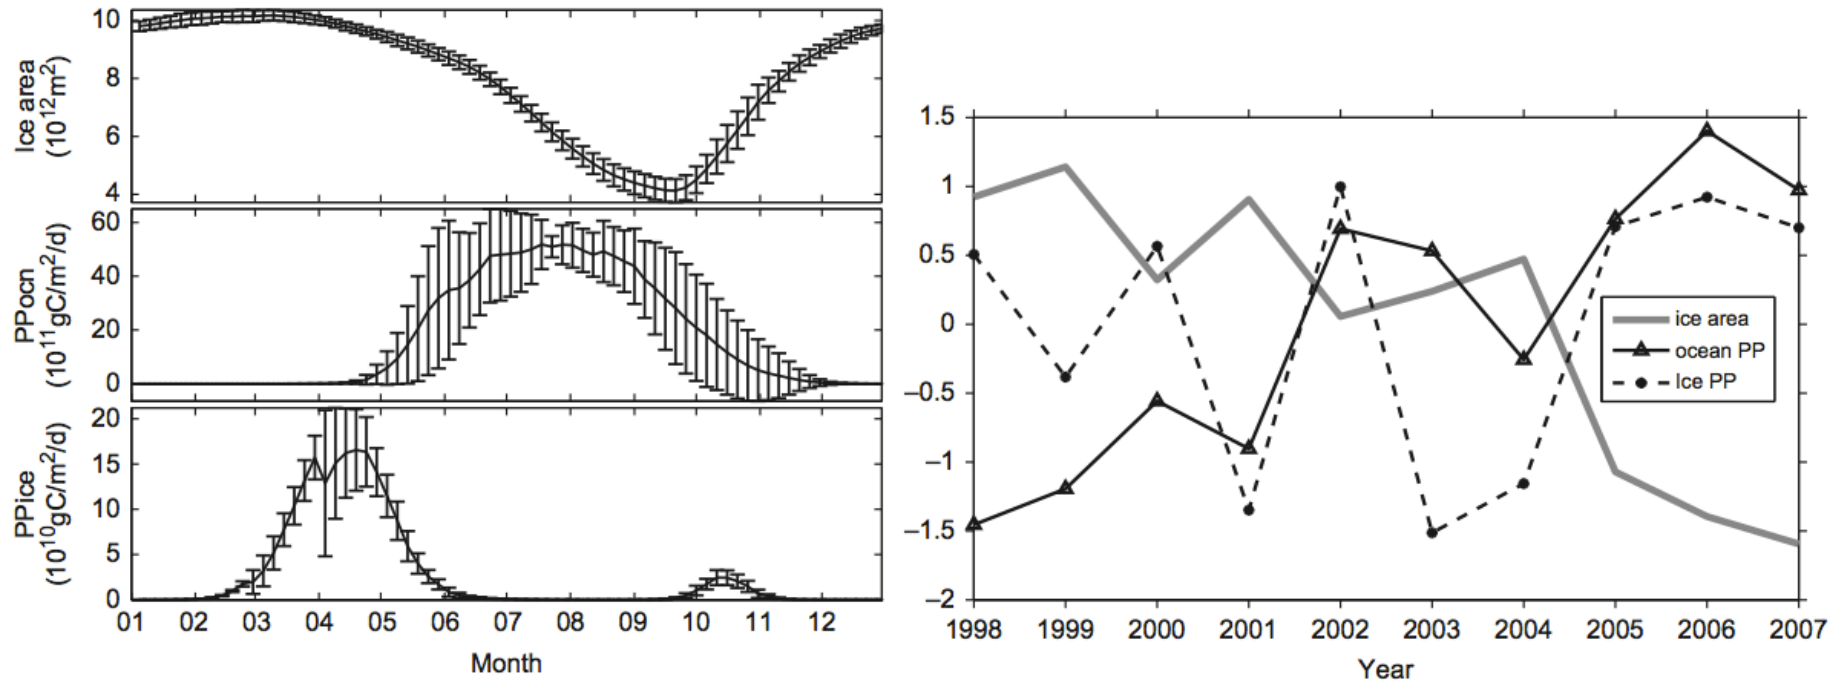 Ice area
(10¹²m²)
10
8
6
4
PPocn
(10¹¹gC/m²/d)
60
40
20
0
PPice
(10¹⁰gC/m²/d)
20
15
10
5
0
01 02 03 04 05 06 07 08 09 10 11 12
Month
1.5
1
0.5
0
−0.5
−1
−1.5
−2
ice area
ocean PP
Ice PP
1998 1999 2000 2001 2002 2003 2004 2005 2006 2007
Year